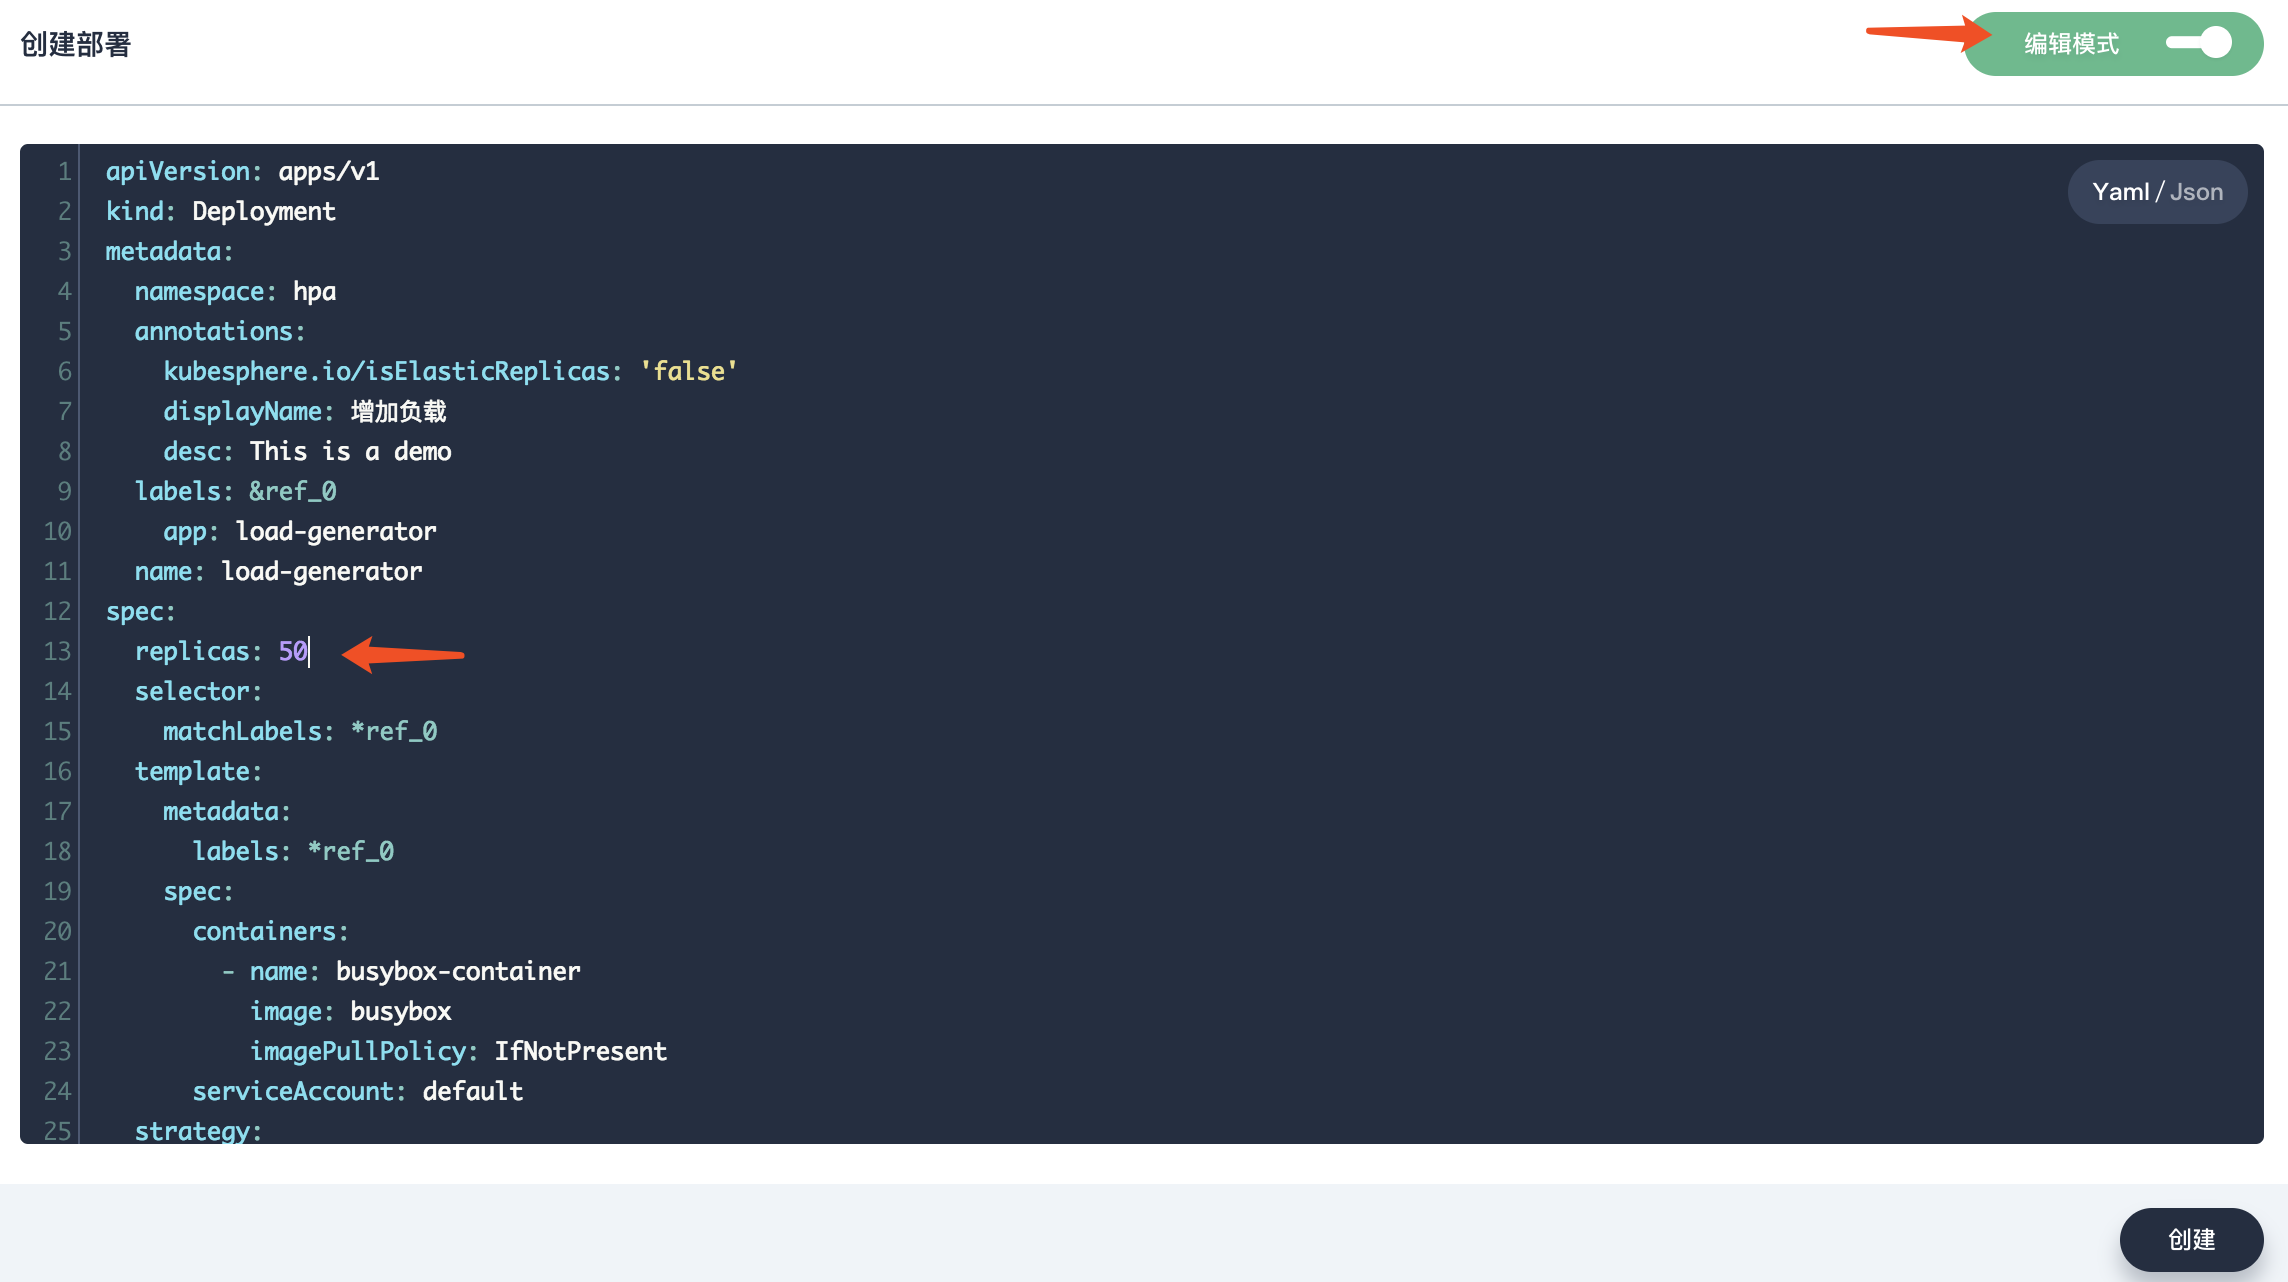 创建部署
编辑模式
Yaml / Json
1 apiVersion: apps/v1
2 kind: Deployment
3 metadata:
4   namespace: hpa
5   annotations:
6     kubesphere.io/isElasticReplicas: 'false'
7     displayName: 增加负载
8     desc: This is a demo
9   labels: &ref_0
10     app: load-generator
11   name: load-generator
12 spec:
13   replicas: 50
14   selector:
15     matchLabels: *ref_0
16   template:
17     metadata:
18       labels: *ref_0
19     spec:
20       containers:
21         - name: busybox-container
22           image: busybox
23           imagePullPolicy: IfNotPresent
24       serviceAccount: default
25   strategy:
创建